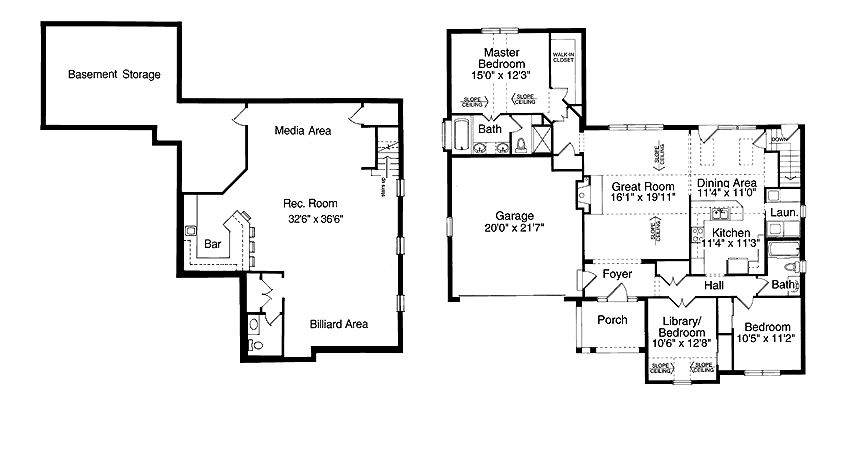 Basement Storage
Media Area
stairs up
Rec. Room
32'6" x 36'6"
Bar
Billiard Area
Master
Bedroom
15'0" x 12'3"
WALK-IN
CLOSET
SLOPE
CEILING
SLOPE
CEILING
Bath
DOWN
SLOPE
CEILING
Great Room
16'1" x 19'11"
Dining Area
11'4" x 11'0"
Garage
20'0" x 21'7"
Laun.
Kitchen
11'4" x 11'3"
SLOPE
CEILING
Foyer
Hall
Bath
Porch
Library/
Bedroom
10'6" x 12'8"
Bedroom
10'5" x 11'2"
SLOPE
CEILING
SLOPE
CEILING